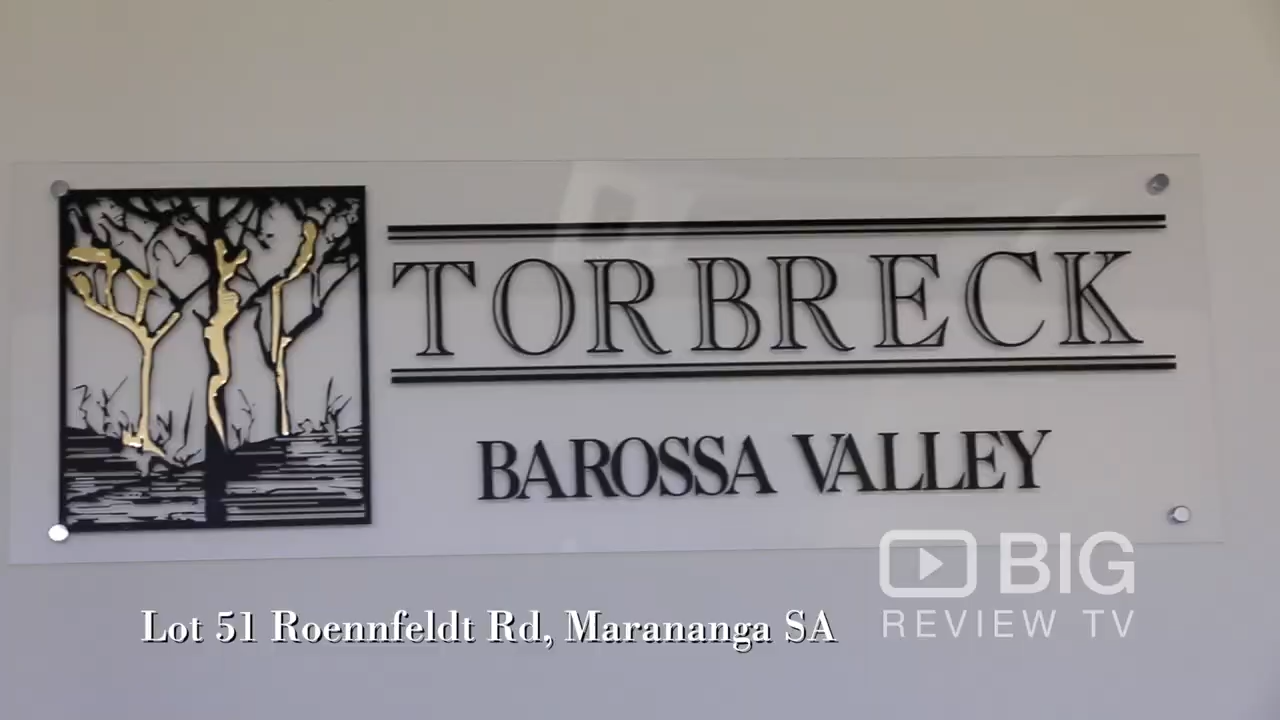 TORBRECK
BAROSSA VALLEY
BIG
REVIEW TV
Lot 51 Roennfeldt Rd, Marananga SA